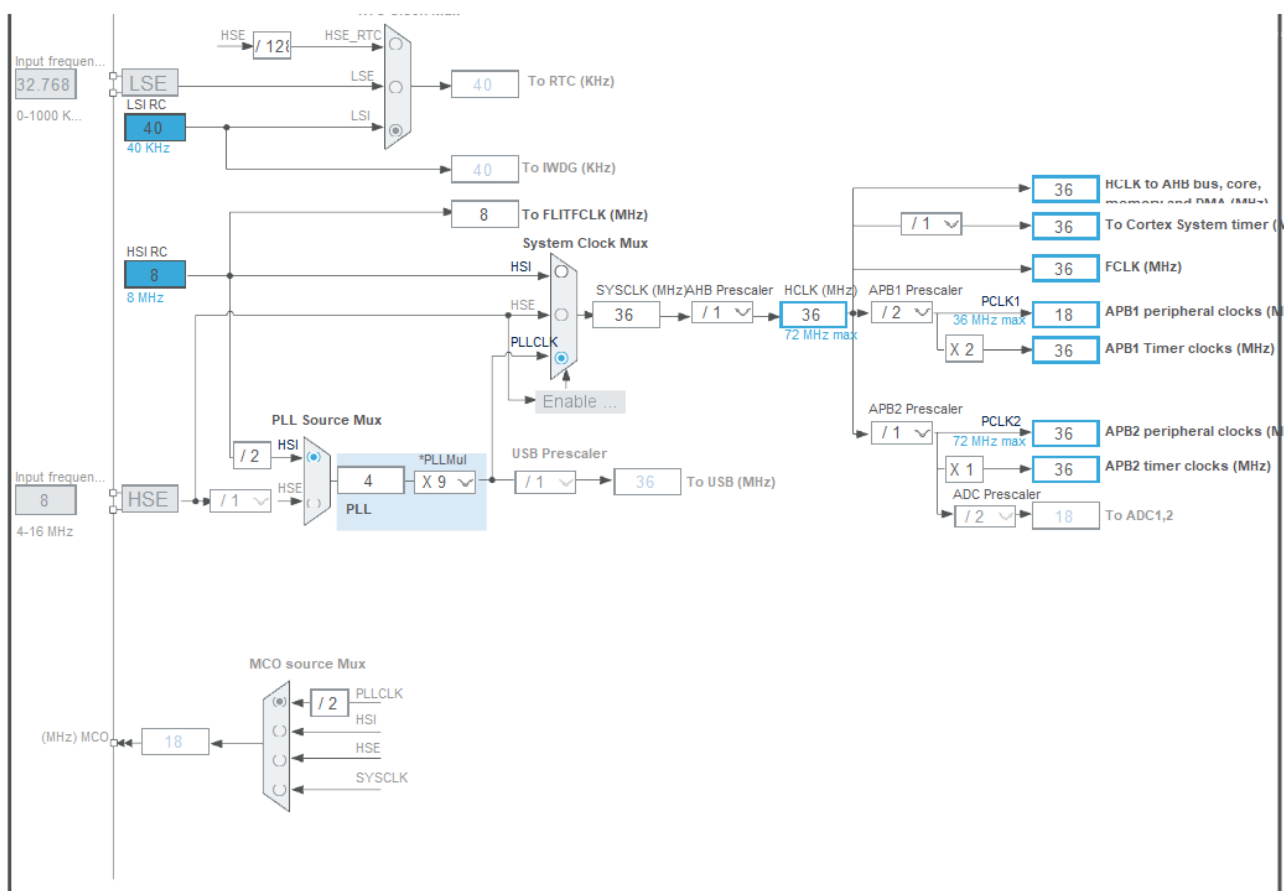 HSE
/ 128
HSE_RTC
Input frequen...
32.768
0-1000 K...
LSE
LSE
40
To RTC (KHz)
LSI RC
40
40 KHz
LSI
40
To IWDG (KHz)
8
To FLITFCLK (MHz)
HSI RC
8
8 MHz
System Clock Mux
HSI
HSE
PLLCLK
Enable ...
SYSCLK (MHz)
36
AHB Prescaler
/ 1
HCLK (MHz)
36
72 MHz max
36
HCLK to AHB bus, core,
memory and DMA (MHz)
/ 1
36
To Cortex System timer (
36
FCLK (MHz)
APB1 Prescaler
/ 2
PCLK1
36 MHz max
18
APB1 peripheral clocks (M
X 2
36
APB1 Timer clocks (MHz)
APB2 Prescaler
/ 1
PCLK2
72 MHz max
36
APB2 peripheral clocks (M
X 1
36
APB2 timer clocks (MHz)
ADC Prescaler
/ 2
18
To ADC1,2
PLL Source Mux
HSI
/ 2
HSE
/ 1
4
*PLLMul
X 9
PLL
USB Prescaler
/ 1
36
To USB (MHz)
Input frequen...
8
4-16 MHz
HSE
MCO source Mux
/ 2
PLLCLK
HSI
HSE
SYSCLK
(MHz) MCO
18